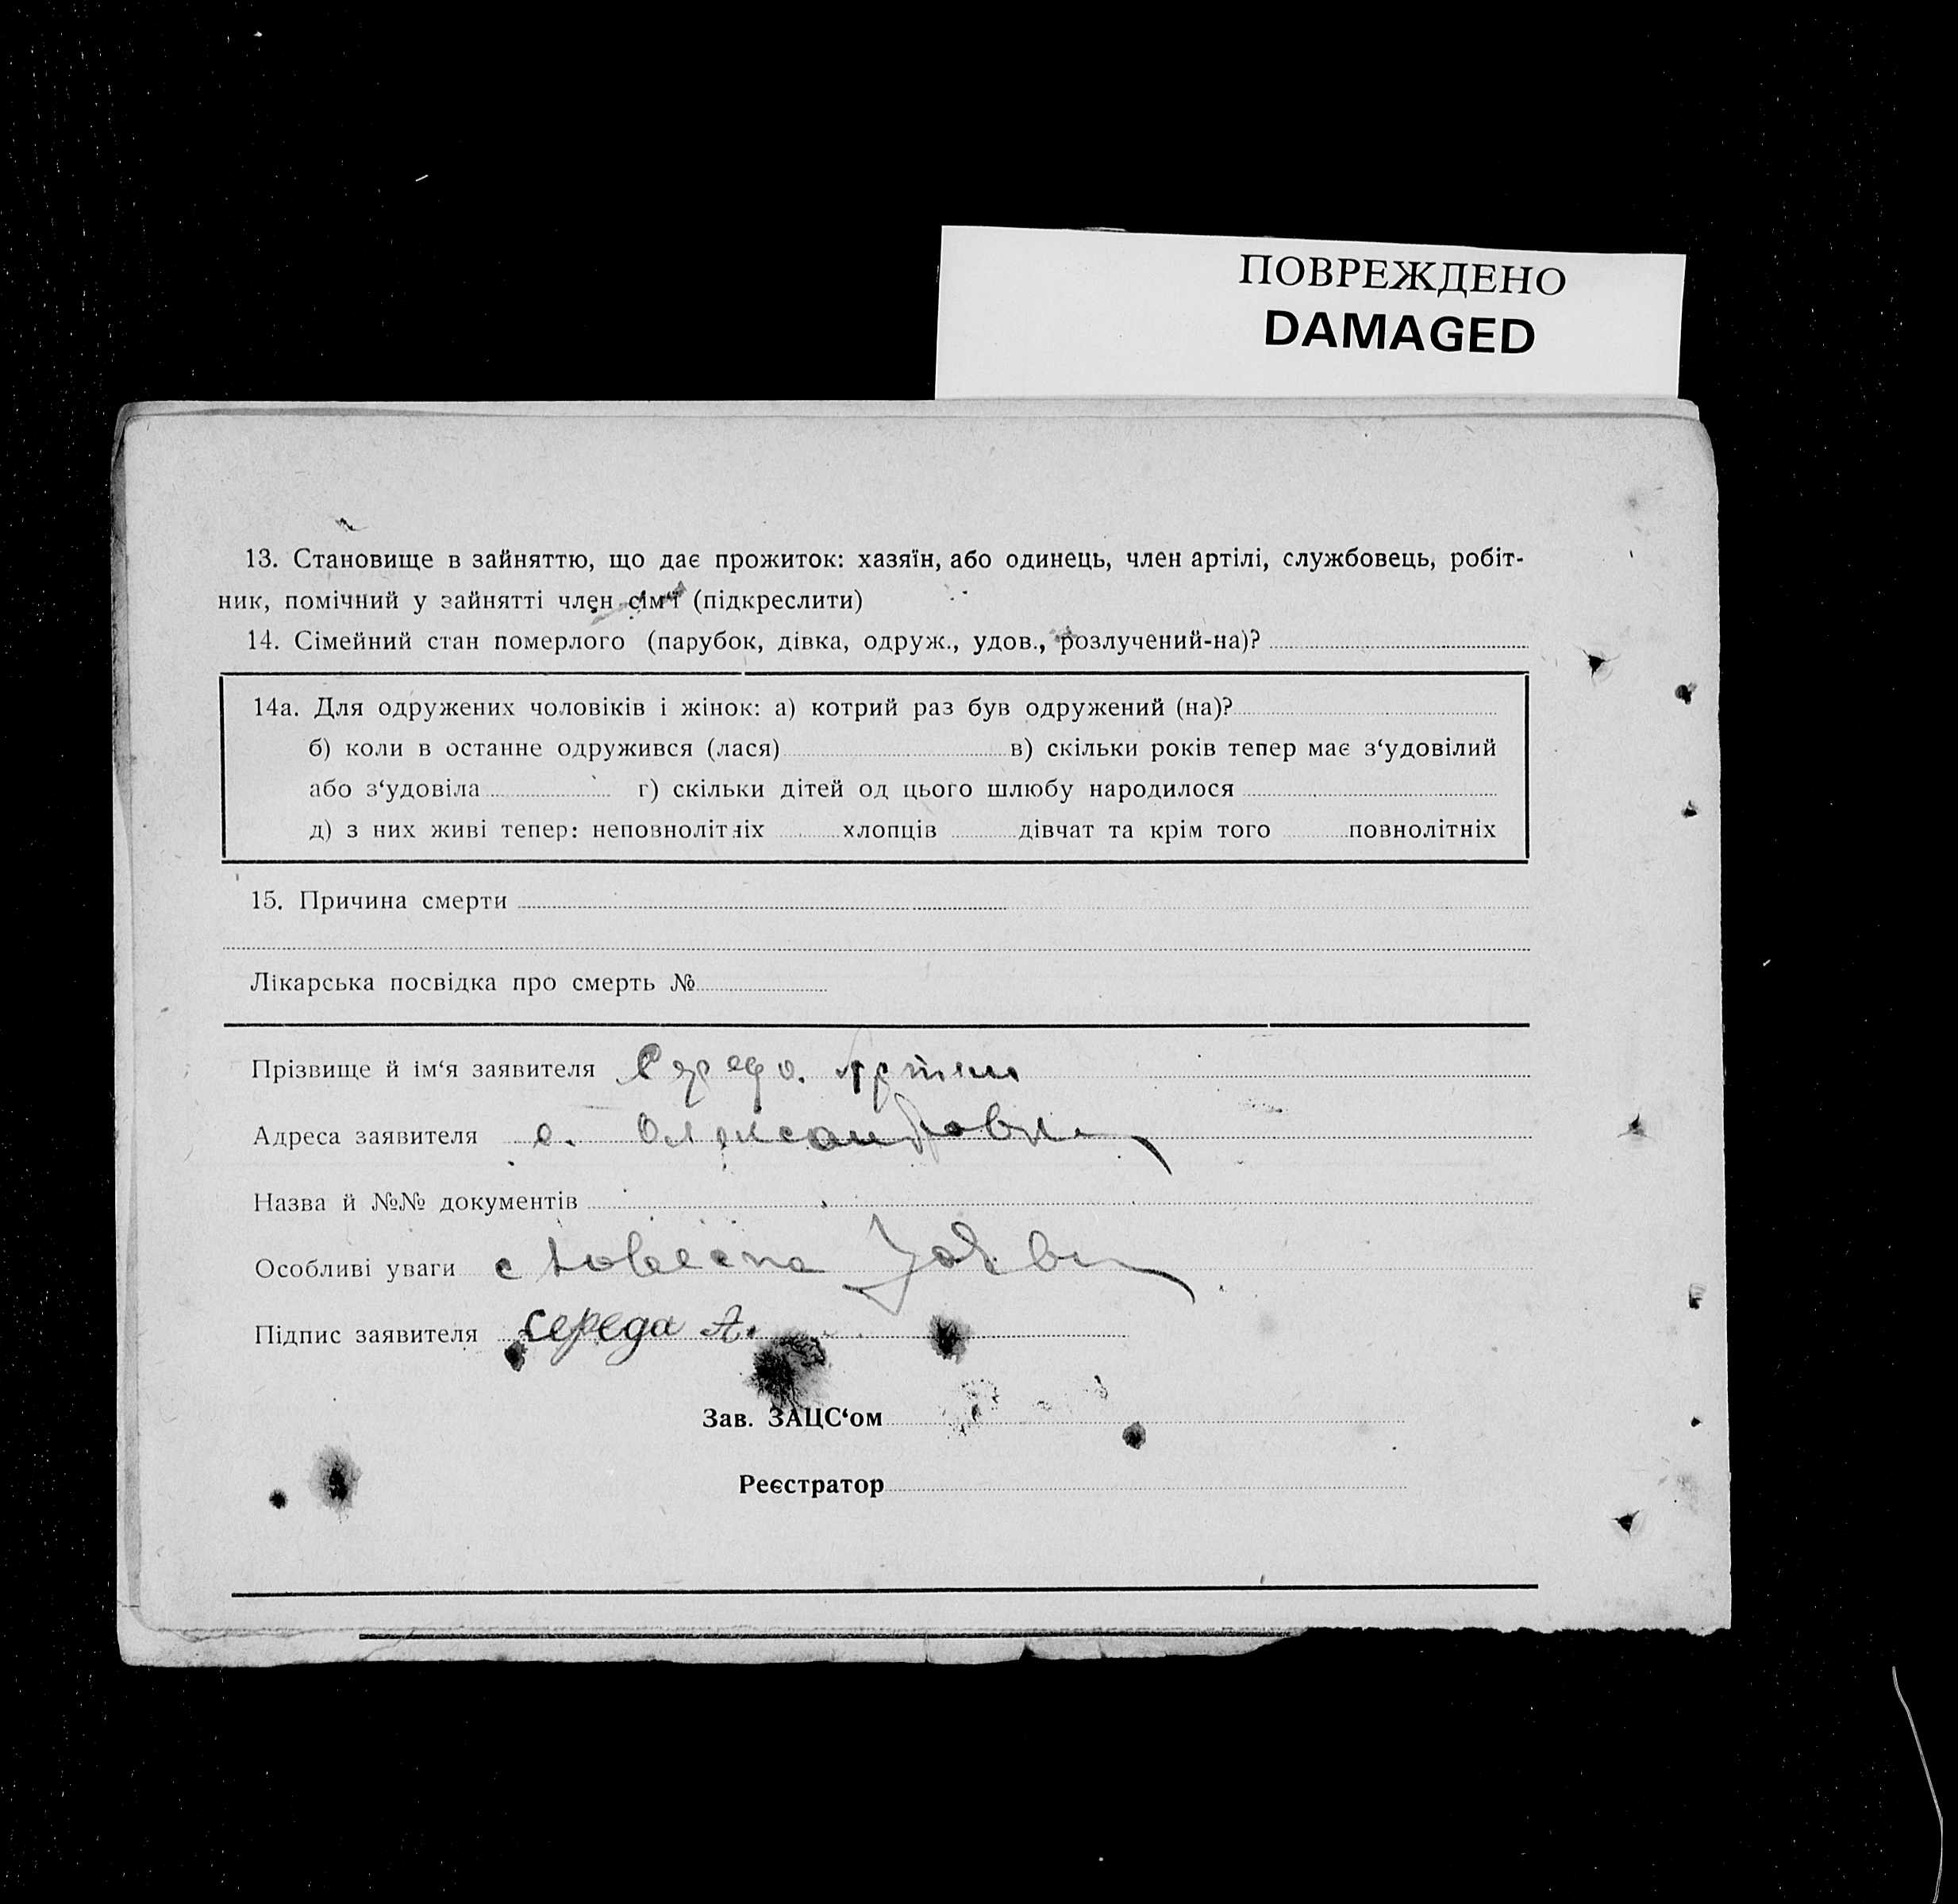 ПОВРЕЖДЕНО
DAMAGED
13. Становище в зайняттю, що дає прожиток: хазяїн, або одинець, член артілі, службовець, робіт-
ник, помічний у зайнятті член сім'ї (підкреслити)
14. Сімейний стан померлого (парубок, дівка, одруж., удов., розлучений-на)?
14а. Для одружених чоловіків і жінок: а) котрий раз був одружений (на)?
б) коли в останнє одружився (лася) в) скільки років тепер має з‘удовілий
або з‘удовіла г) скільки дітей од цього шлюбу народилося
д) з них живі тепер: неповнолітніх хлопців дівчат та крім того повнолітніх
15. Причина смерти
Лікарська посвідка про смерть №
Прізвище й ім‘я заявителя Середа
Адреса заявителя с.
Назва й №№ документів
Особливі уваги
Підпис заявителя Середа А.
Зав. ЗАЦС‘ом
Реєстратор